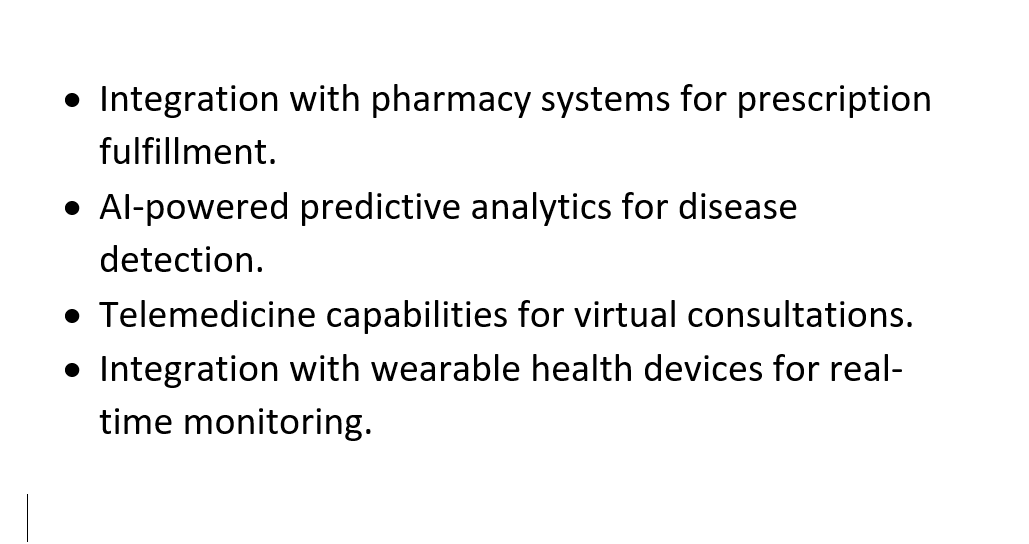 • Integration with pharmacy systems for prescription
fulfillment.
• AI-powered predictive analytics for disease
detection.
• Telemedicine capabilities for virtual consultations.
• Integration with wearable health devices for real-
time monitoring.